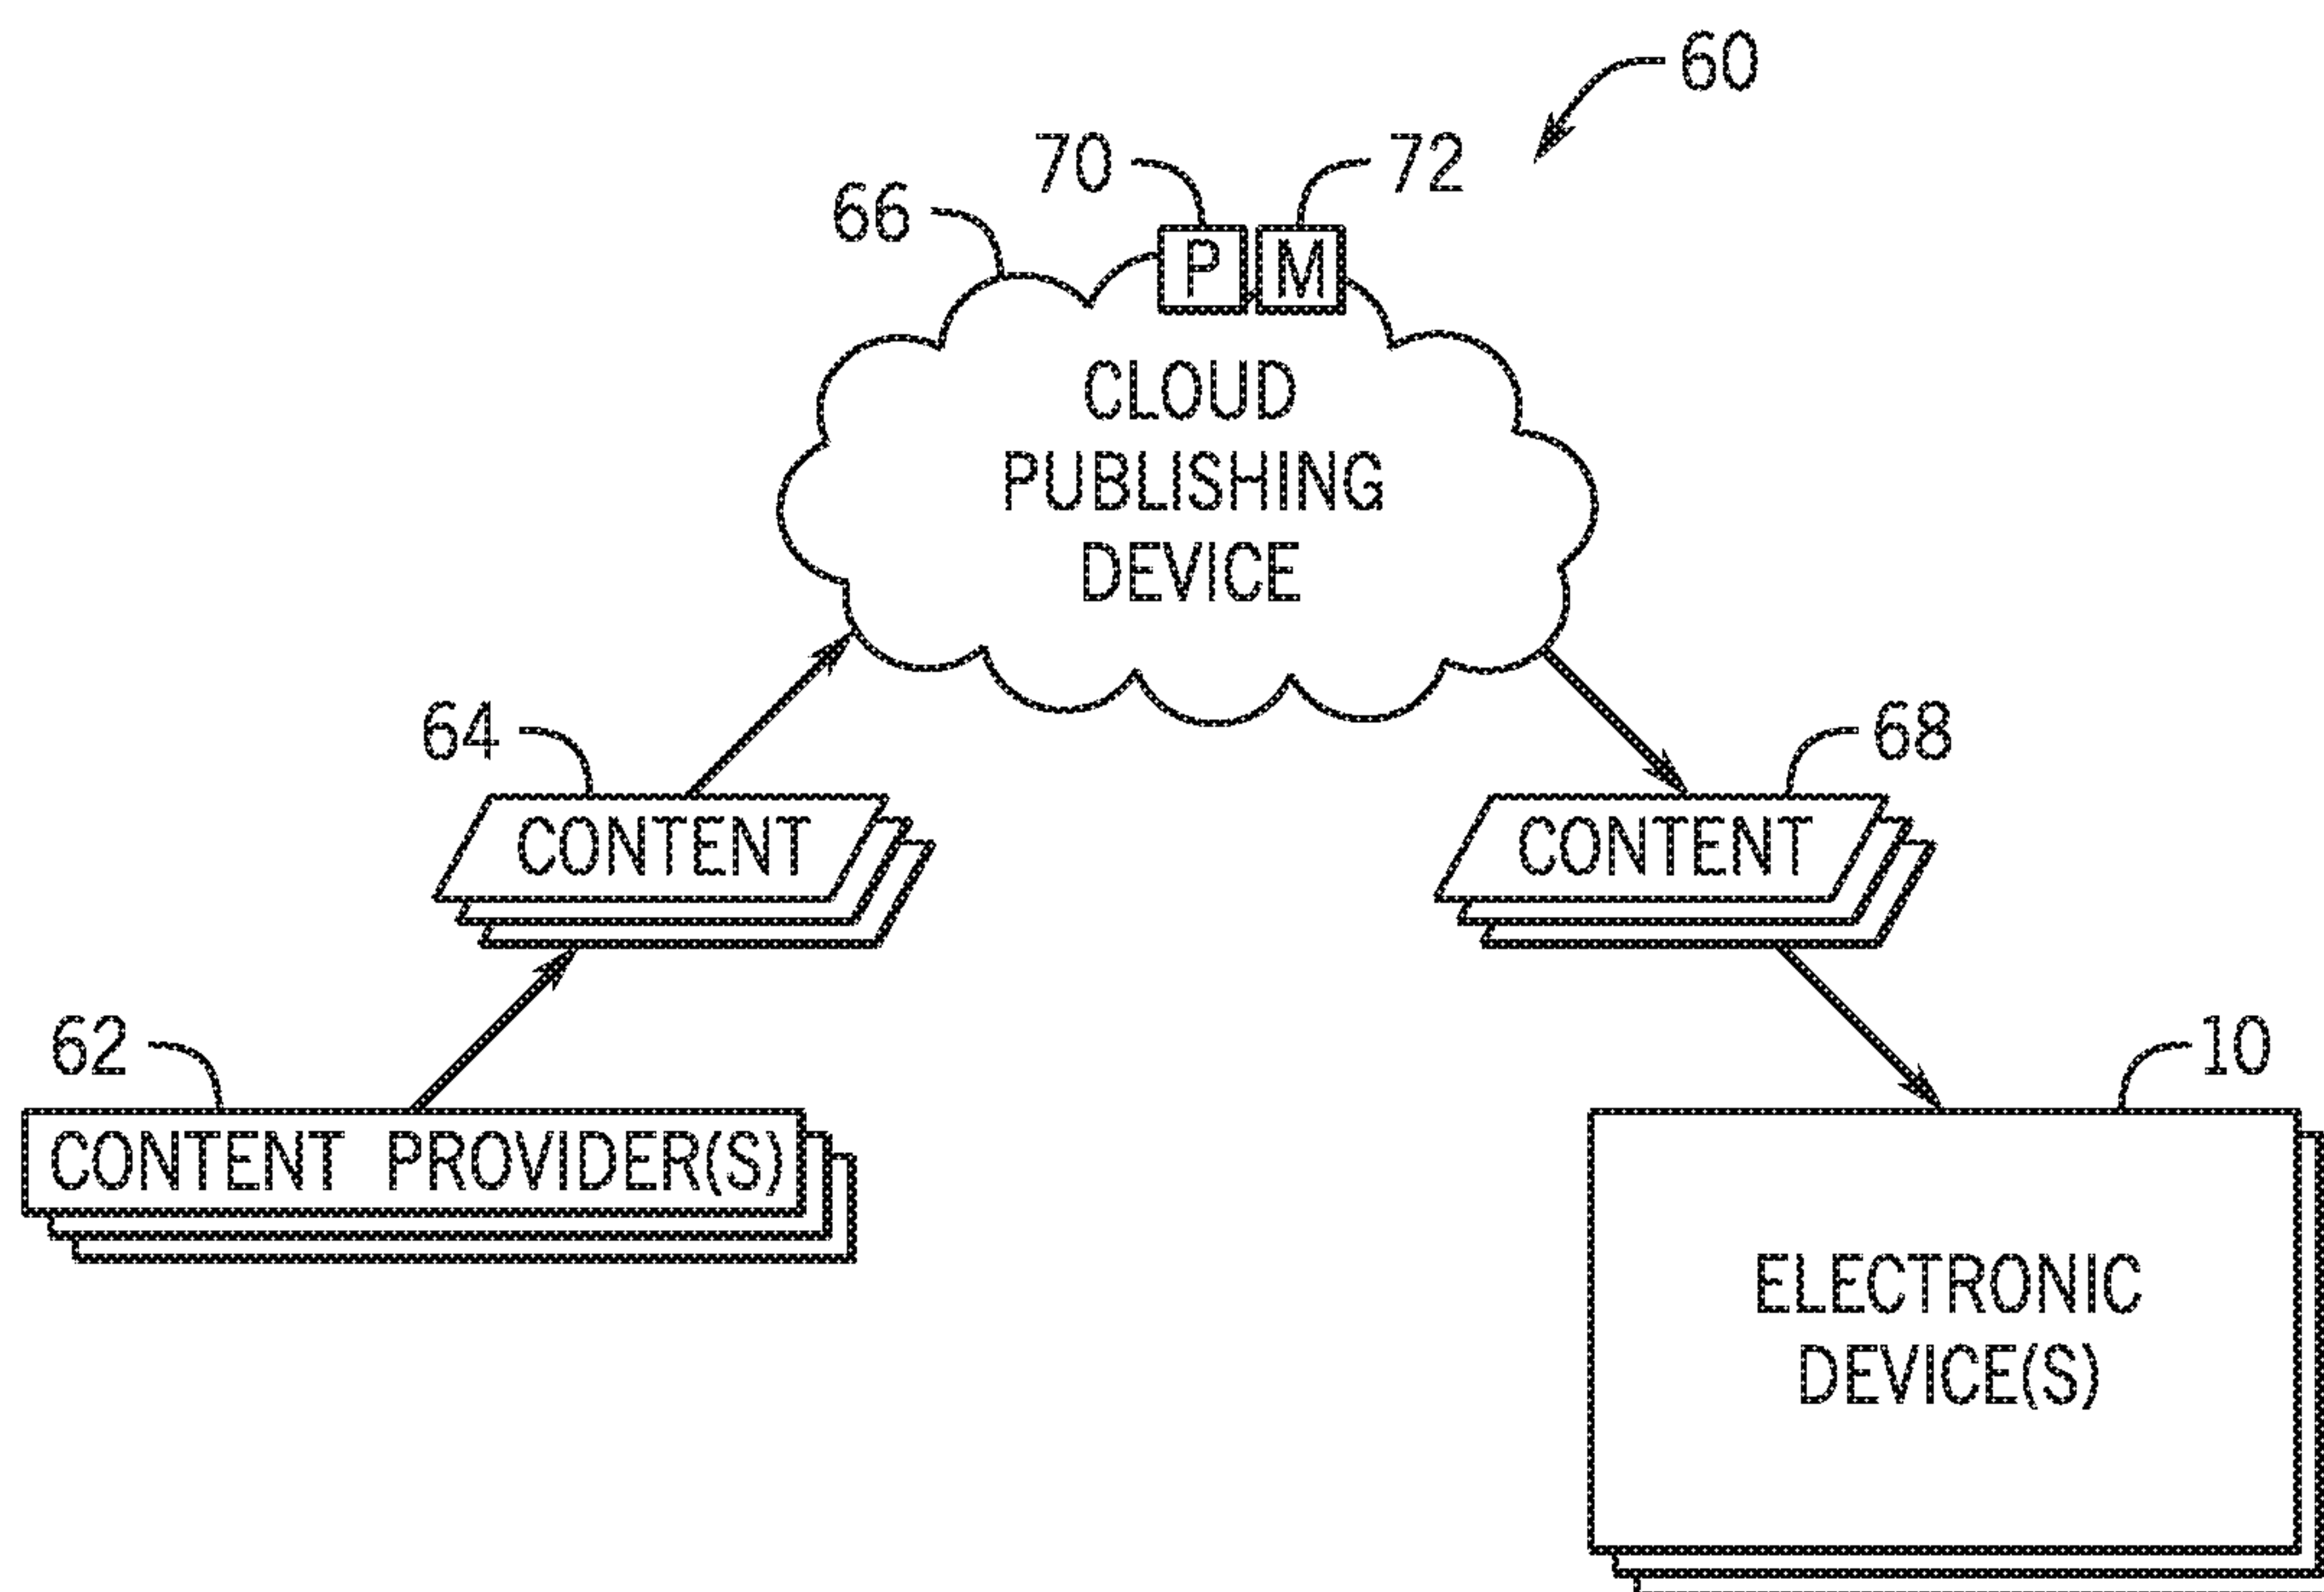 60
70
72
66
P M
CLOUD
PUBLISHING
DEVICE
64
68
CONTENT
CONTENT
62
10
CONTENT PROVIDER(S)
ELECTRONIC
DEVICE(S)